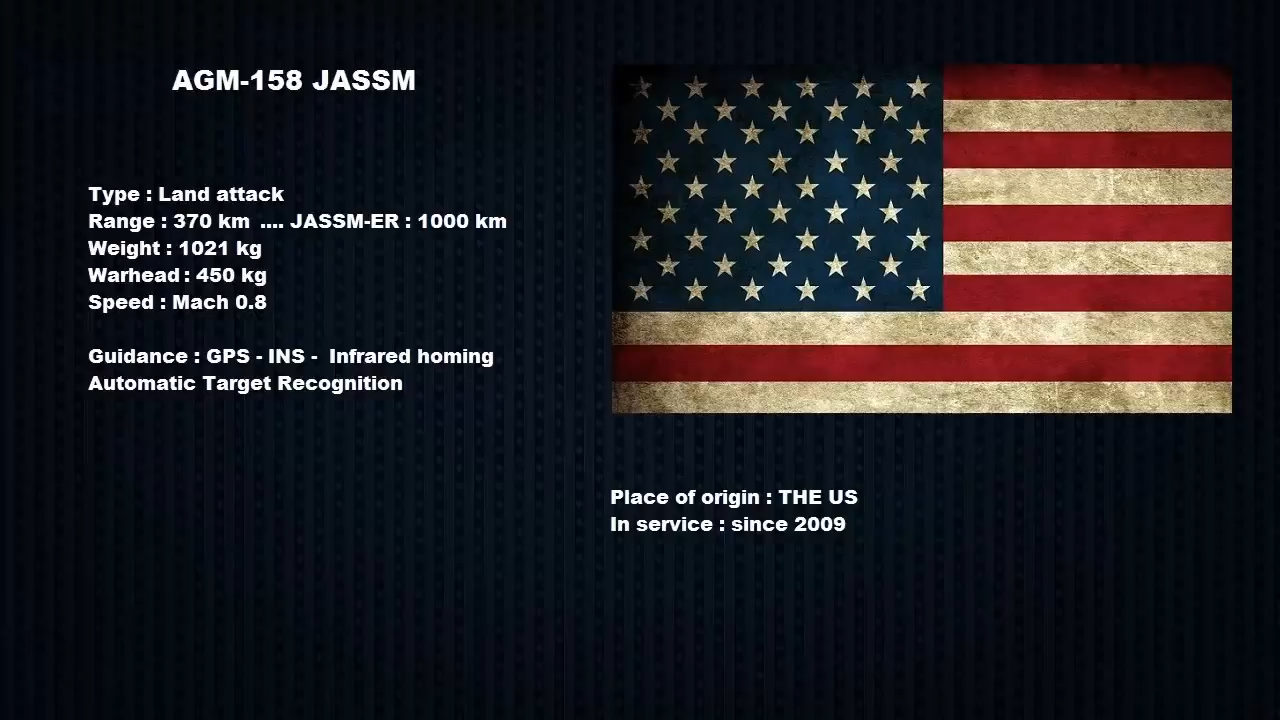 AGM-158 JASSM
Type : Land attack
Range : 370 km .... JASSM-ER : 1000 km
Weight : 1021 kg
Warhead : 450 kg
Speed : Mach 0.8
Guidance : GPS - INS - Infrared homing
Automatic Target Recognition
Place of origin : THE US
In service : since 2009